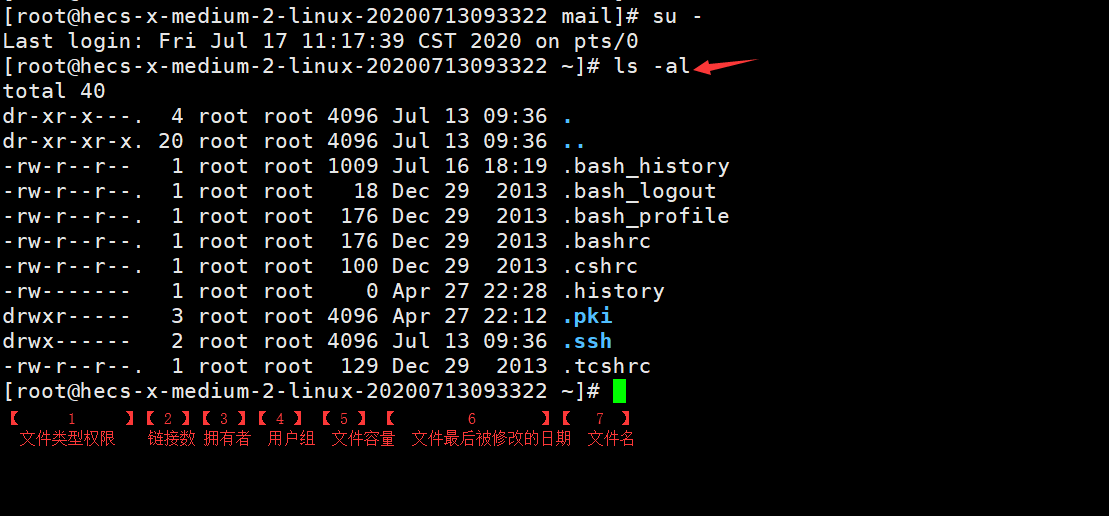 [root@hecs-x-medium-2-linux-20200713093322 mail]# su -
Last login: Fri Jul 17 11:17:39 CST 2020 on pts/0
[root@hecs-x-medium-2-linux-20200713093322 ~]# ls -al
total 40
dr-xr-x---.  4 root root 4096 Jul 13 09:36 .
dr-xr-xr-x. 20 root root 4096 Jul 13 09:36 ..
-rw-r--r--   1 root root 1009 Jul 16 18:19 .bash_history
-rw-r--r--.  1 root root   18 Dec 29  2013 .bash_logout
-rw-r--r--.  1 root root  176 Dec 29  2013 .bash_profile
-rw-r--r--.  1 root root  176 Dec 29  2013 .bashrc
-rw-r--r--.  1 root root  100 Dec 29  2013 .cshrc
-rw-------   1 root root    0 Apr 27 22:28 .history
drwxr-----   3 root root 4096 Apr 27 22:12 .pki
drwx------   2 root root 4096 Jul 13 09:36 .ssh
-rw-r--r--.  1 root root  129 Dec 29  2013 .tcshrc
[root@hecs-x-medium-2-linux-20200713093322 ~]#
【 1 】【 2 】【 3 】【 4 】【 5 】【 6 】【 7 】
文件类型权限 链接数 拥有者 用户组 文件容量 文件最后被修改的日期 文件名